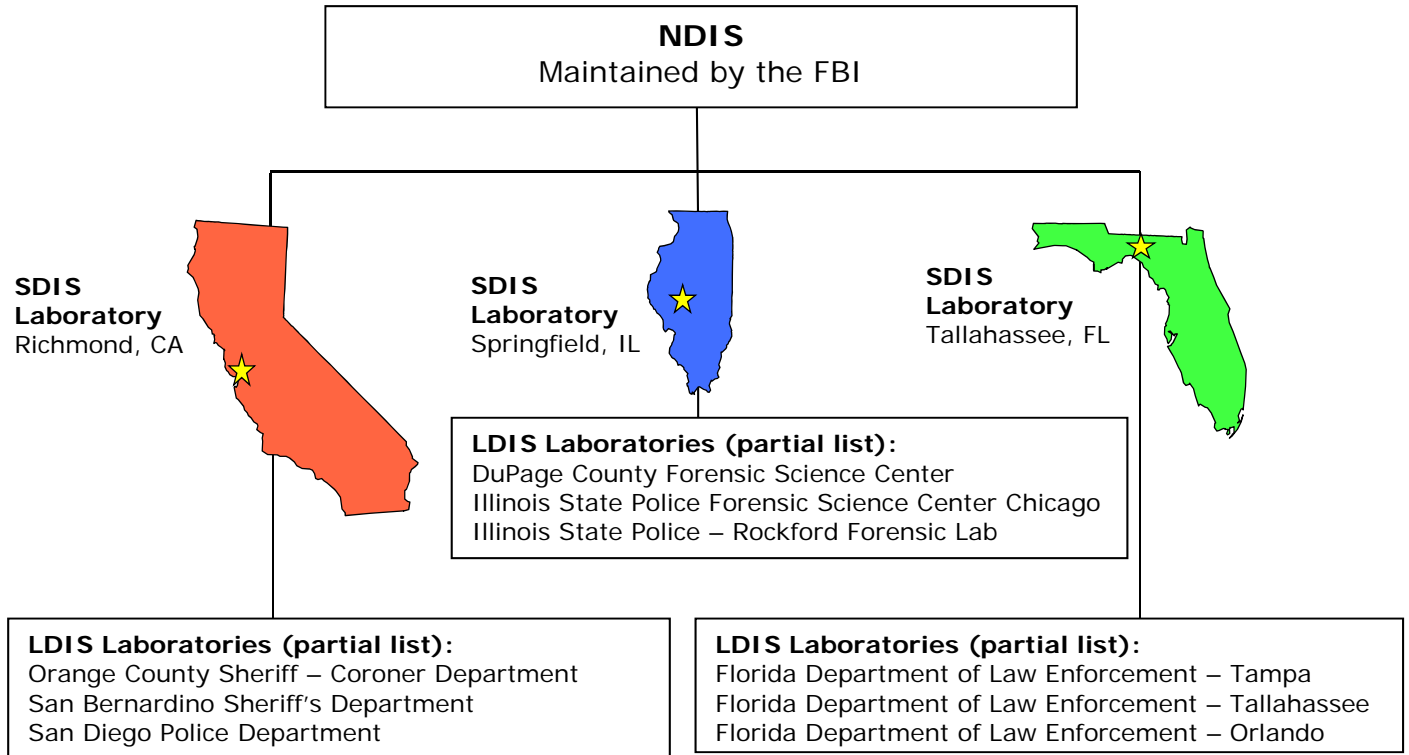 NDIS
Maintained by the FBI
SDIS
Laboratory
Richmond, CA
SDIS
Laboratory
Springfield, IL
SDIS
Laboratory
Tallahassee, FL
LDIS Laboratories (partial list):
DuPage County Forensic Science Center
Illinois State Police Forensic Science Center Chicago
Illinois State Police – Rockford Forensic Lab
LDIS Laboratories (partial list):
Orange County Sheriff – Coroner Department
San Bernardino Sheriff's Department
San Diego Police Department
LDIS Laboratories (partial list):
Florida Department of Law Enforcement – Tampa
Florida Department of Law Enforcement – Tallahassee
Florida Department of Law Enforcement – Orlando